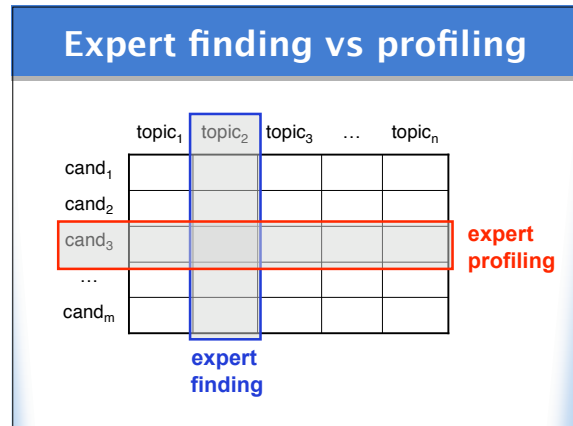 Expert finding vs profiling
topic₁ topic₂ topic₃ … topicₙ
cand₁
cand₂
cand₃
…
candₘ
expert
profiling
expert
finding